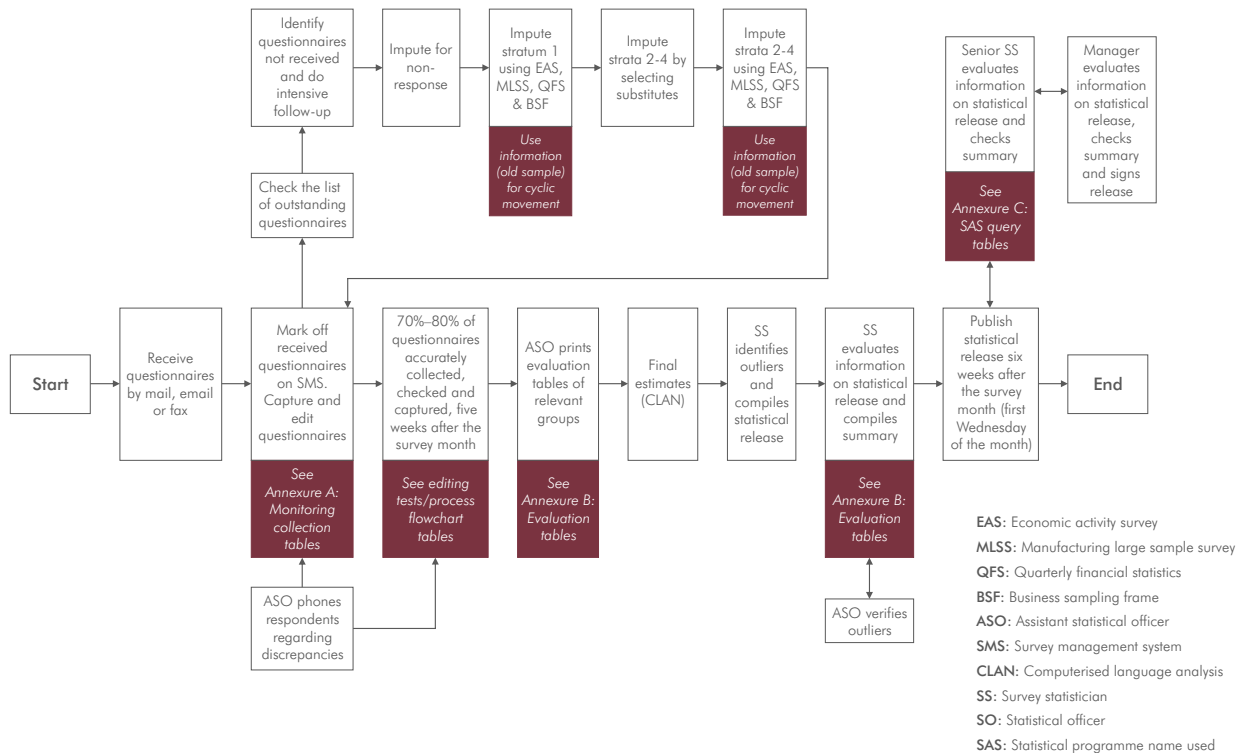 Identify
questionnaires
not received
and do
intensive
follow-up
Impute for
non-
response
Impute
stratum 1
using EAS,
MLSS, QFS
& BSF
Use
information
(old sample)
for cyclic
movement
Impute
strata 2-4 by
selecting
substitutes
Impute
strata 2-4
using EAS,
MLSS, QFS
& BSF
Use
information
(old sample)
for cyclic
movement
Senior SS
evaluates
information
on statistical
release and
checks
summary
See
Annexure C:
SAS query
tables
Manager
evaluates
information
on statistical
release,
checks
summary
and signs
release
Check the list
of outstanding
questionnaires
Start
Receive
questionnaires
by mail, email
or fax
Mark off
received
questionnaires
on SMS.
Capture and
edit
questionnaires
See
Annexure A:
Monitoring
collection
tables
70%–80% of
questionnaires
accurately
collected,
checked and
captured, five
weeks after the
survey month
See editing
tests/process
flowchart
tables
ASO prints
evaluation
tables of
relevant
groups
See
Annexure B:
Evaluation
tables
Final
estimates
(CLAN)
SS
identifies
outliers
and
compiles
statistical
release
SS
evaluates
information
on statistical
release and
compiles
summary
See
Annexure B:
Evaluation
tables
Publish
statistical
release six
weeks after
the survey
month (first
Wednesday
of the month)
End
ASO phones
respondents
regarding
discrepancies
ASO verifies
outliers
EAS: Economic activity survey
MLSS: Manufacturing large sample survey
QFS: Quarterly financial statistics
BSF: Business sampling frame
ASO: Assistant statistical officer
SMS: Survey management system
CLAN: Computerised language analysis
SS: Survey statistician
SO: Statistical officer
SAS: Statistical programme name used